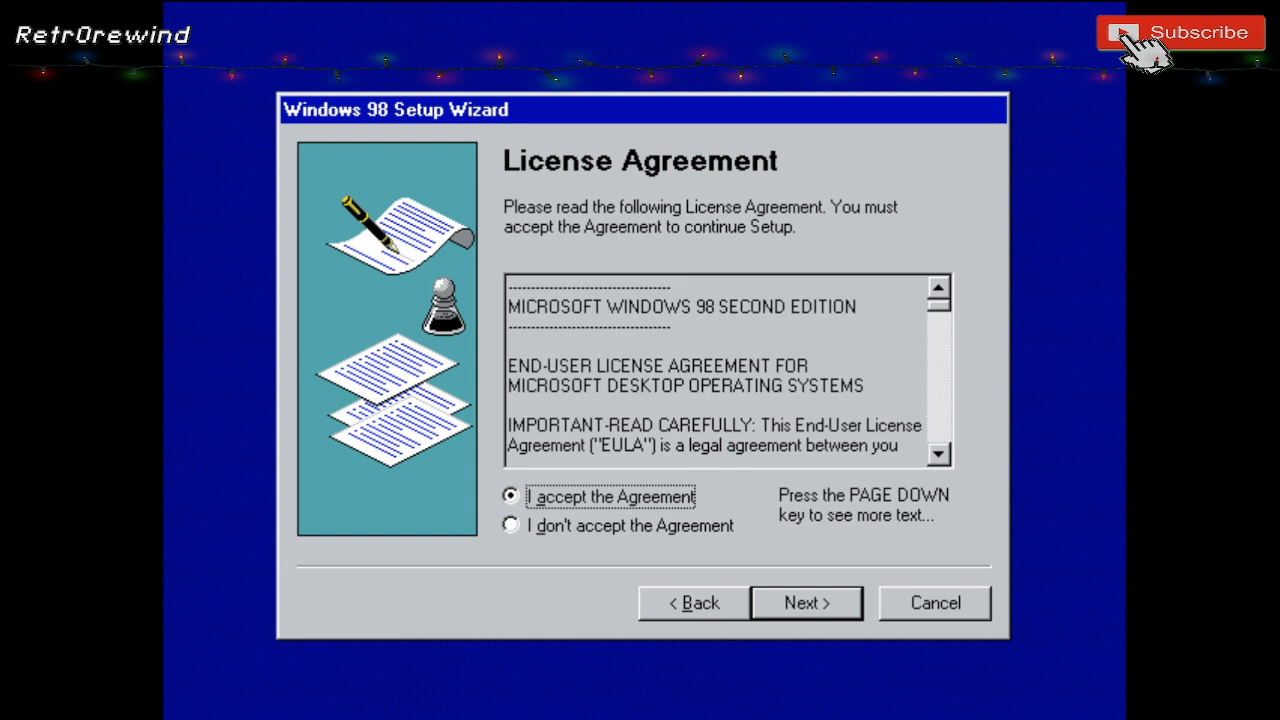 Retr0rewind
Subscribe
Windows 98 Setup Wizard
License Agreement
Please read the following License Agreement. You must
accept the Agreement to continue Setup.
--------------------------------
MICROSOFT WINDOWS 98 SECOND EDITION
--------------------------------
END-USER LICENSE AGREEMENT FOR
MICROSOFT DESKTOP OPERATING SYSTEMS
IMPORTANT-READ CAREFULLY: This End-User License
Agreement ("EULA") is a legal agreement between you
I accept the Agreement
I don't accept the Agreement
Press the PAGE DOWN
key to see more text...
< Back
Next >
Cancel